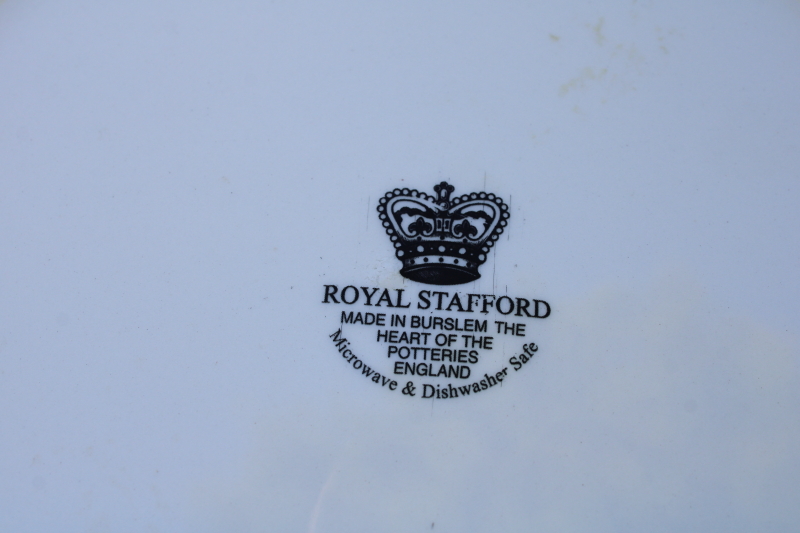 ROYAL STAFFORD
MADE IN BURSLEM THE
HEART OF THE
POTTERIES
ENGLAND
Microwave & Dishwasher Safe